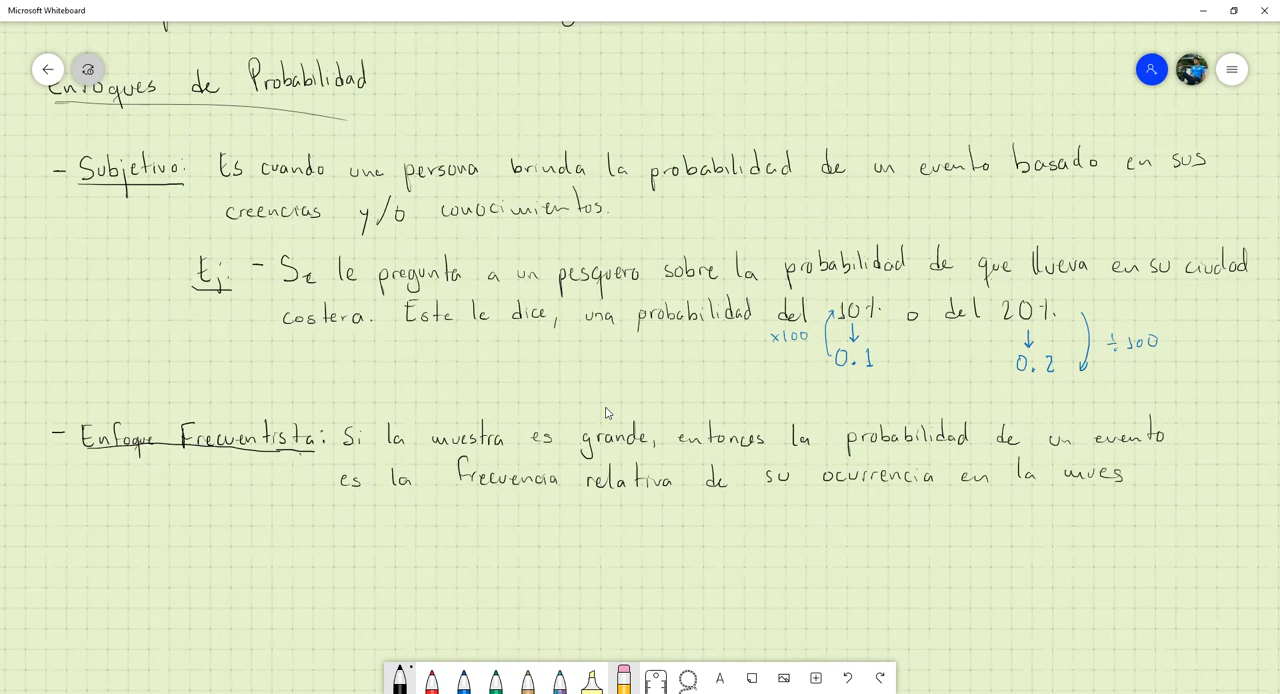 Microsoft Whiteboard
Enfoques de Probabilidad
- Subjetivo: Es cuando una persona brinda la probabilidad de un evento basado en sus
creencias y/o conocimientos.
Ej: - Se le pregunta a un pesquero sobre la probabilidad de que llueva en su ciudad
costera. Este le dice, una probabilidad del 10% o del 20%.
x100 ÷100
0.1 0.2
- Enfoque Frecuentista: Si la muestra es grande, entonces la probabilidad de un evento
es la frecuencia relativa de su ocurrencia en la mues
A